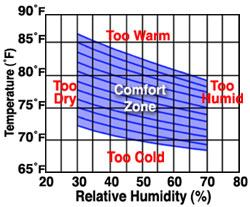 90°F
85°F
80°F
75°F
70°F
65°F
Temperature (°F)
Too Warm
Too
Dry
Comfort
Zone
Too
Humid
Too Cold
20 30 40 50 60 70 80
Relative Humidity (%)